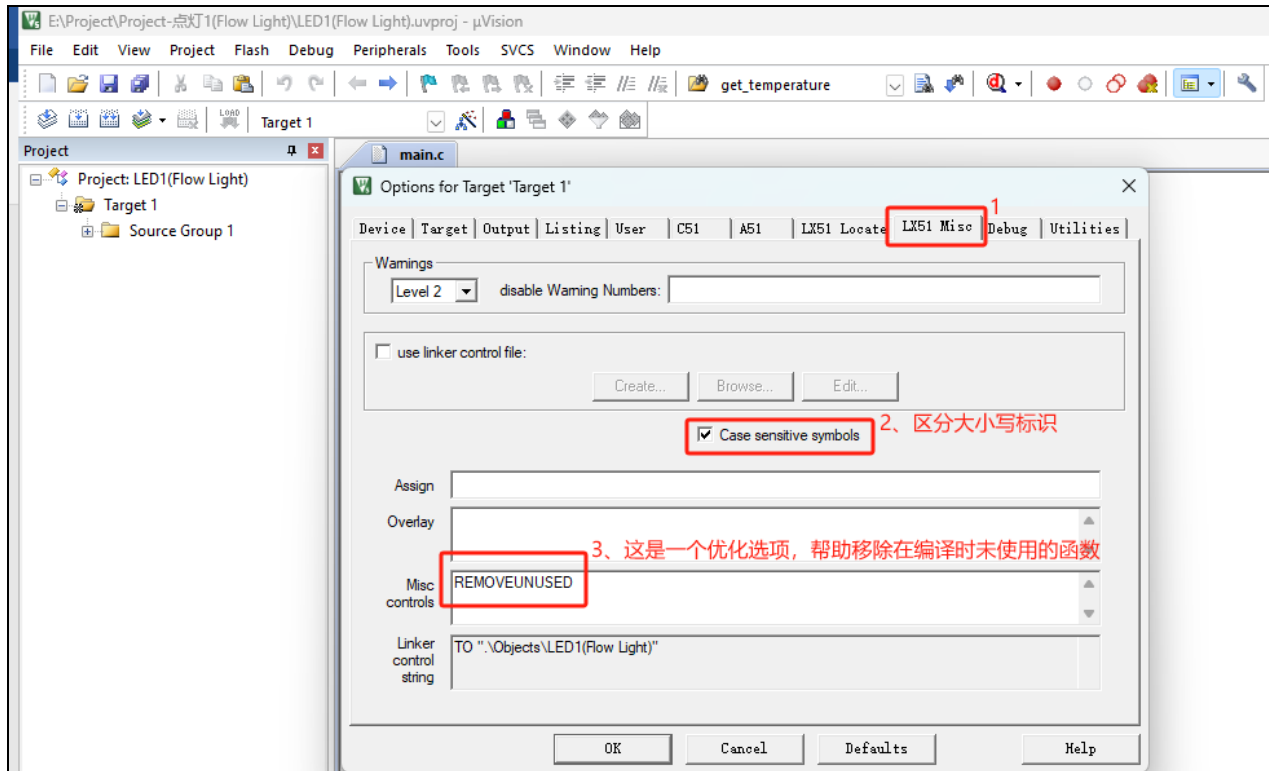 E:\Project\Project-点灯1(Flow Light)\LED1(Flow Light).uvproj - µVision
File Edit View Project Flash Debug Peripherals Tools SVCS Window Help
get_temperature
LOAD Target 1
Project
main.c
Project: LED1(Flow Light)
Target 1
Source Group 1
Options for Target 'Target 1'
1
Device Target Output Listing User C51 A51 LX51 Locate LX51 Misc Debug Utilities
Warnings
Level 2 disable Warning Numbers:
use linker control file:
Create... Browse... Edit...
Case sensitive symbols 2、区分大小写标识
Assign
Overlay
3、这是一个优化选项，帮助移除在编译时未使用的函数
Misc controls REMOVEUNUSED
Linker control string TO ".\Objects\LED1(Flow Light)"
OK Cancel Defaults Help